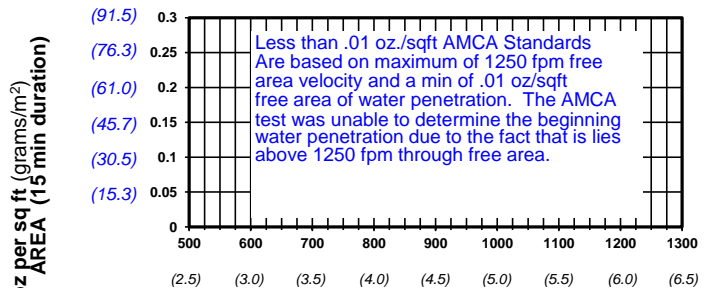 oz per sq ft (grams/m²)
AREA (15 min duration)
(91.5) 0.3
(76.3) 0.25
(61.0) 0.2
(45.7) 0.15
(30.5) 0.1
(15.3) 0.05
0
Less than .01 oz./sqft AMCA Standards
Are based on maximum of 1250 fpm free
area velocity and a min of .01 oz/sqft
free area of water penetration. The AMCA
test was unable to determine the beginning
water penetration due to the fact that is lies
above 1250 fpm through free area.
500 600 700 800 900 1000 1100 1200 1300
(2.5) (3.0) (3.5) (4.0) (4.5) (5.0) (5.5) (6.0) (6.5)